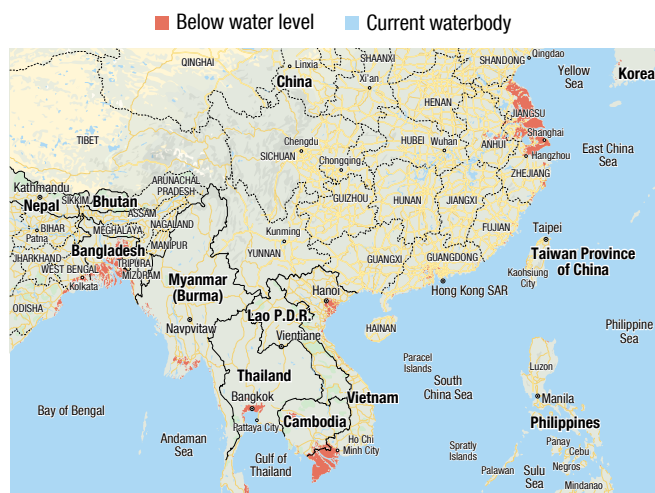 Below water level
Current waterbody
QINGHAI
Linxia
SHAANXI
SHANDONG
Qingdao
China
Xi'an
Yellow
Sea
Korea
HENAN
JIANGSU
TIBET
Chengdu
SICHUAN
HUBEI
Wuhan
ANHUI
Shanghai
Hangzhou
East China
Sea
Chongqing
ZHEJIANG
ARUNACHAL
PRADESH
Kathmandu
Nepal
SIKKIM
Bhutan
ASSAM
NAGALAND
GUIZHOU
HUNAN
JIANGXI
BIHAR
Patna
MEGHALAYA
MANIPUR
Kunming
YUNNAN
FUJIAN
Taipei
Bangladesh
JHARKHAND
WEST BENGAL
TRIPURA
MIZORAM
Kolkata
GUANGXI
GUANGDONG
Kaohsiung
City
Taiwan Province
of China
Myanmar
(Burma)
Hanoi
Hong Kong SAR
ODISHA
Navpvitaw
Lao P.D.R.
Vientiane
HAINAN
Philippine
Sea
Paracel
Islands
Luzon
Thailand
South
China Sea
Bangkok
Vietnam
Manila
Bay of Bengal
Pattaya City
Cambodia
Philippines
Andaman
Sea
Ho Chi
Minh City
Gulf of
Thailand
Spratly
Islands
Panay
Cebu
Negros
Palawan
Sulu
Sea
Mindanao